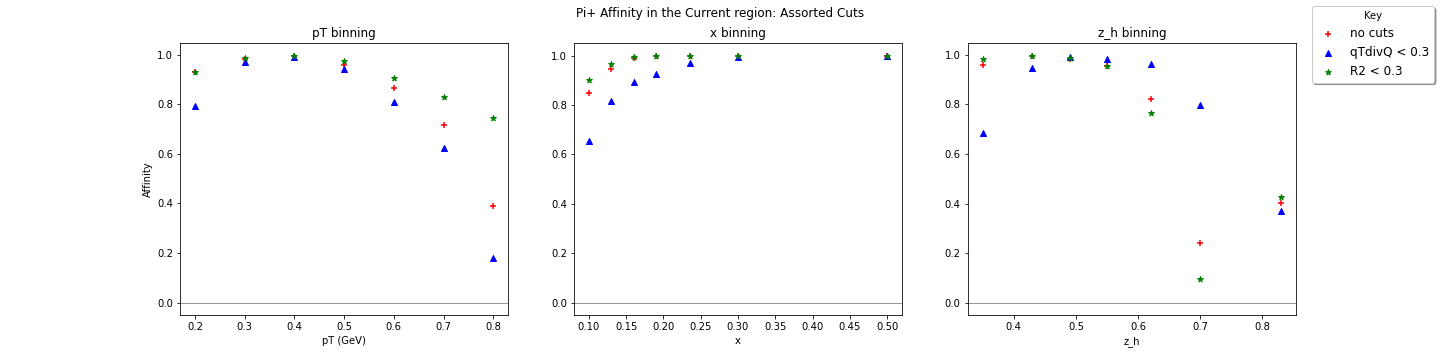 Pi+ Affinity in the Current region: Assorted Cuts
pT binning
Affinity
1.0
0.8
0.6
0.4
0.2
0.0
0.2 0.3 0.4 0.5 0.6 0.7 0.8
pT (GeV)
x binning
1.0
0.8
0.6
0.4
0.2
0.0
0.10 0.15 0.20 0.25 0.30 0.35 0.40 0.45 0.50
x
z_h binning
1.0
0.8
0.6
0.4
0.2
0.0
0.4 0.5 0.6 0.7 0.8
z_h
Key
no cuts
qTdivQ < 0.3
R2 < 0.3